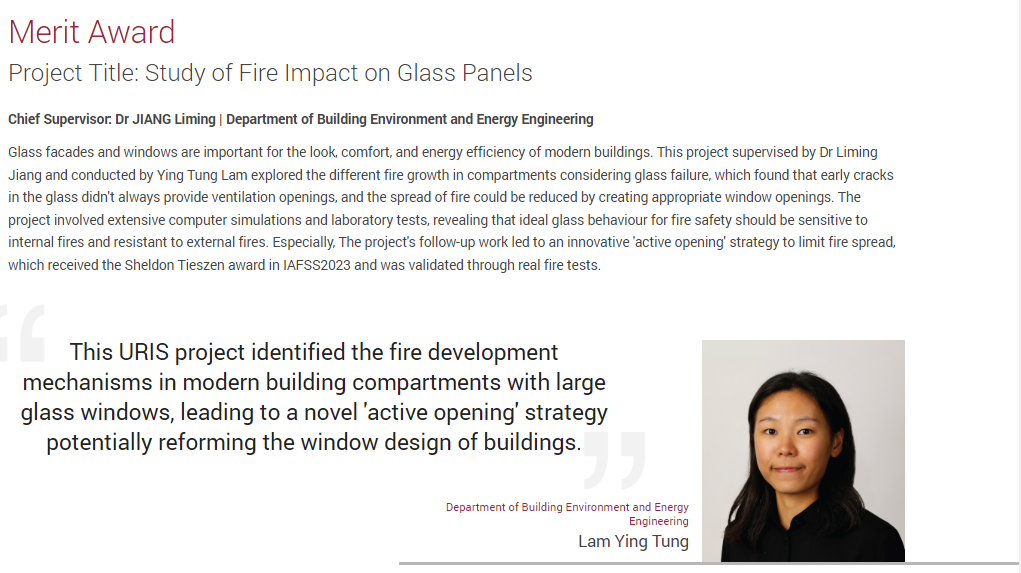 Merit Award
Project Title: Study of Fire Impact on Glass Panels
Chief Supervisor: Dr JIANG Liming | Department of Building Environment and Energy Engineering
Glass facades and windows are important for the look, comfort, and energy efficiency of modern buildings. This project supervised by Dr Liming
Jiang and conducted by Ying Tung Lam explored the different fire growth in compartments considering glass failure, which found that early cracks
in the glass didn't always provide ventilation openings, and the spread of fire could be reduced by creating appropriate window openings. The
project involved extensive computer simulations and laboratory tests, revealing that ideal glass behaviour for fire safety should be sensitive to
internal fires and resistant to external fires. Especially, The project's follow-up work led to an innovative 'active opening' strategy to limit fire spread,
which received the Sheldon Tieszen award in IAFSS2023 and was validated through real fire tests.
“
This URIS project identified the fire development
mechanisms in modern building compartments with large
glass windows, leading to a novel 'active opening' strategy
potentially reforming the window design of buildings.
”
Department of Building Environment and Energy
Engineering
Lam Ying Tung